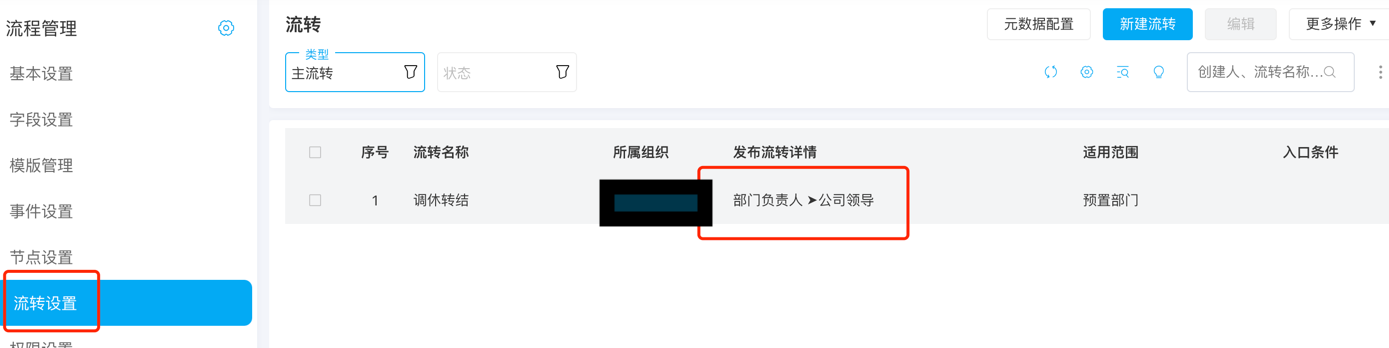 流程管理
基本设置
字段设置
模版管理
事件设置
节点设置
流转设置
权限设置
流转
元数据配置
新建流转
编辑
更多操作 ▼
类型
主流转
状态
创建人、流转名称...
序号 流转名称 所属组织 发布流转详情 适用范围 入口条件
1 调休转结 部门负责人 ➤公司领导 预置部门